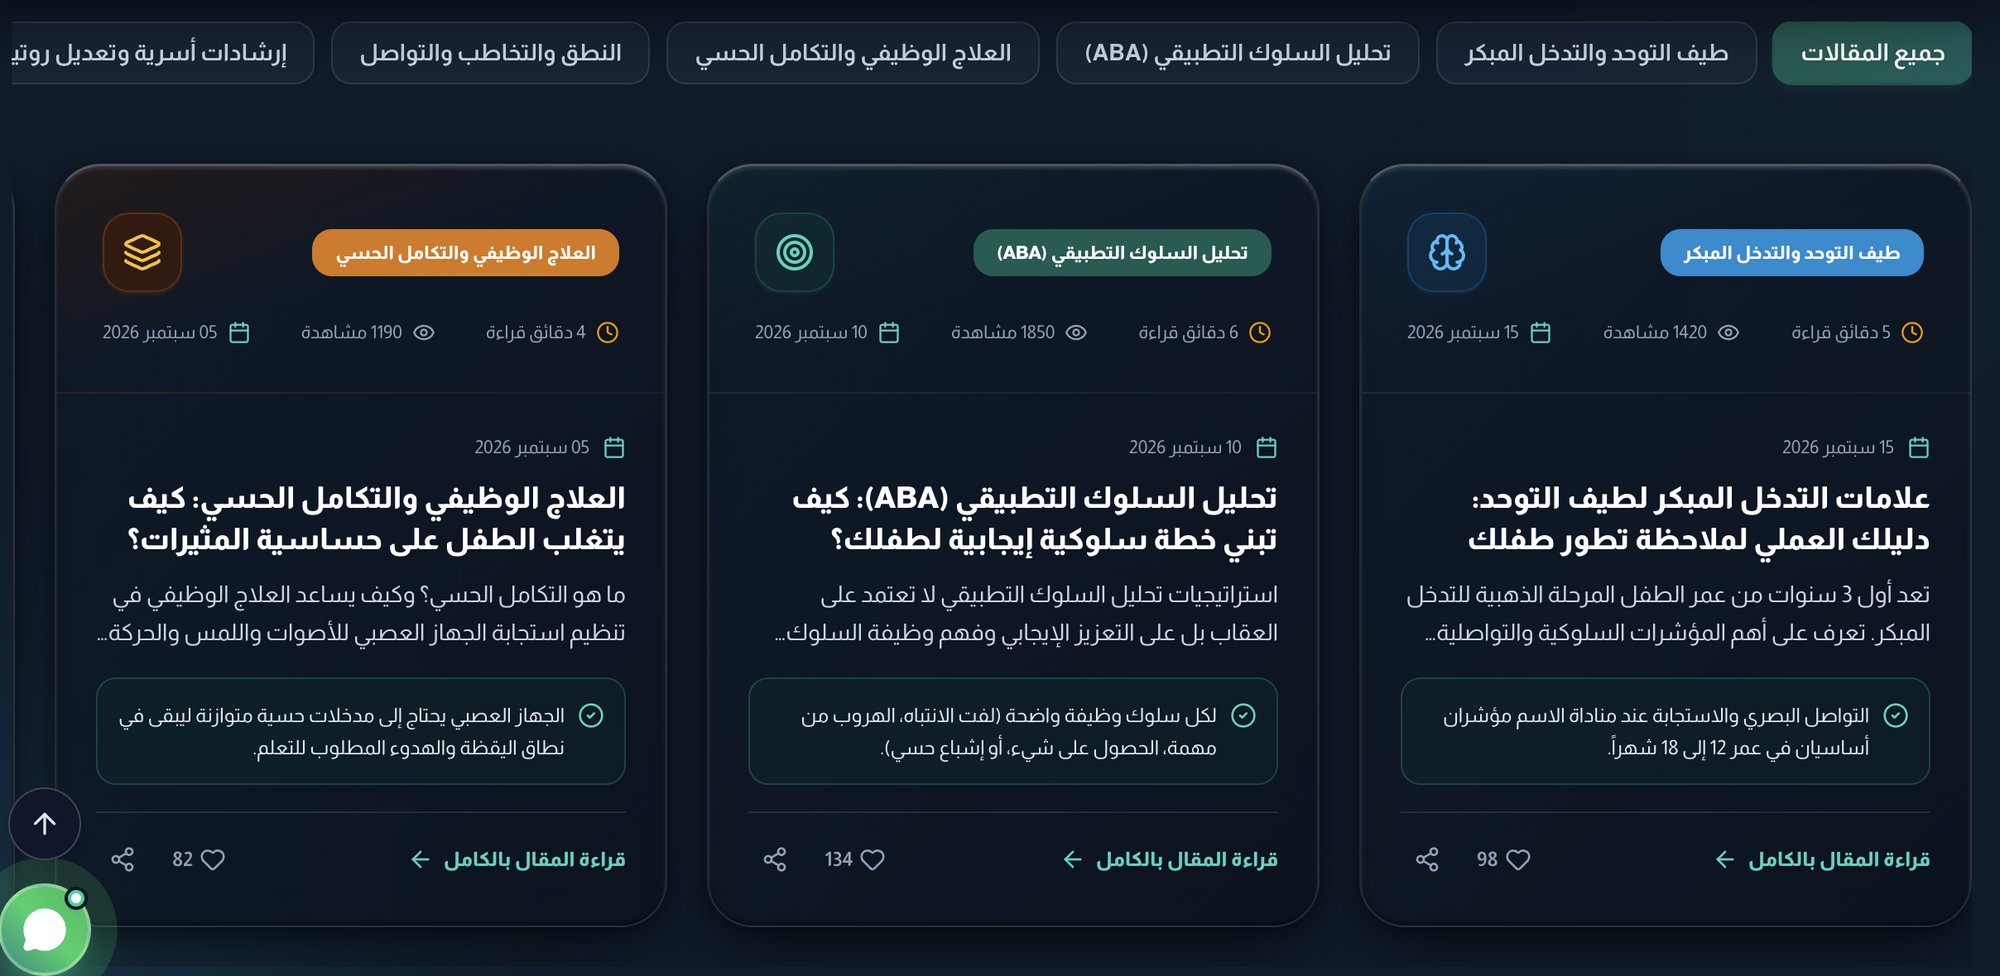 جميع المقالات
طيف التوحد والتدخل المبكر
تحليل السلوك التطبيقي (ABA)
العلاج الوظيفي والتكامل الحسي
النطق والتخاطب والتواصل
إرشادات أسرية وتعديل
طيف التوحد والتدخل المبكر
5 دقائق قراءة
1420 مشاهدة
15 سبتمبر 2026
15 سبتمبر 2026
علامات التدخل المبكر لطيف التوحد:
دليلك العملي لملاحظة تطور طفلك
تعد أول 3 سنوات من عمر الطفل المرحلة الذهبية للتدخل
المبكر. تعرف على أهم المؤشرات السلوكية والتواصلية...
التواصل البصري والاستجابة عند مناداة الاسم مؤشران
أساسيان في عمر 12 إلى 18 شهراً.
قراءة المقال بالكامل
98
تحليل السلوك التطبيقي (ABA)
6 دقائق قراءة
1850 مشاهدة
10 سبتمبر 2026
10 سبتمبر 2026
تحليل السلوك التطبيقي (ABA): كيف
تبني خطة سلوكية إيجابية لطفلك؟
استراتيجيات تحليل السلوك التطبيقي لا تعتمد على
العقاب بل على التعزيز الإيجابي وفهم وظيفة السلوك...
لكل سلوك وظيفة واضحة (لفت الانتباه، الهروب من
مهمة، الحصول على شيء، أو إشباع حسي).
قراءة المقال بالكامل
134
العلاج الوظيفي والتكامل الحسي
4 دقائق قراءة
1190 مشاهدة
05 سبتمبر 2026
05 سبتمبر 2026
العلاج الوظيفي والتكامل الحسي: كيف
يتغلب الطفل على حساسية المثيرات؟
ما هو التكامل الحسي؟ وكيف يساعد العلاج الوظيفي في
تنظيم استجابة الجهاز العصبي للأصوات واللمس والحركة...
الجهاز العصبي يحتاج إلى مدخلات حسية متوازنة ليبقى في
نطاق اليقظة والهدوء المطلوب للتعلم.
قراءة المقال بالكامل
82